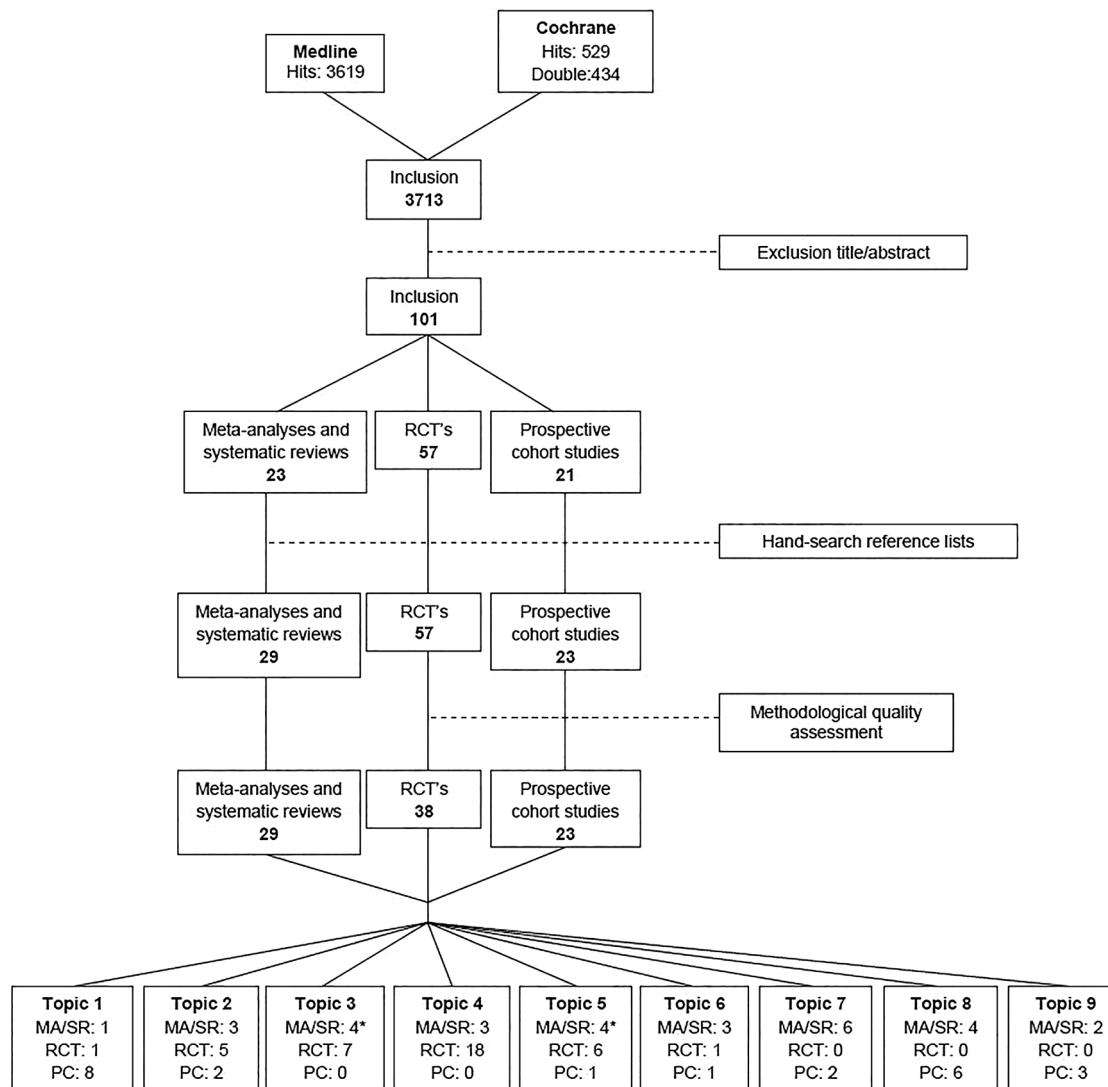 Medline
Hits: 3619
Cochrane
Hits: 529
Double:434
Inclusion
3713
Exclusion title/abstract
Inclusion
101
Meta-analyses and
systematic reviews
23
RCT's
57
Prospective
cohort studies
21
Hand-search reference lists
Meta-analyses and
systematic reviews
29
RCT's
57
Prospective
cohort studies
23
Methodological quality
assessment
Meta-analyses and
systematic reviews
29
RCT's
38
Prospective
cohort studies
23
Topic 1
MA/SR: 1
RCT: 1
PC: 8
Topic 2
MA/SR: 3
RCT: 5
PC: 2
Topic 3
MA/SR: 4*
RCT: 7
PC: 0
Topic 4
MA/SR: 3
RCT: 18
PC: 0
Topic 5
MA/SR: 4*
RCT: 6
PC: 1
Topic 6
MA/SR: 3
RCT: 1
PC: 1
Topic 7
MA/SR: 6
RCT: 0
PC: 2
Topic 8
MA/SR: 4
RCT: 0
PC: 6
Topic 9
MA/SR: 2
RCT: 0
PC: 3